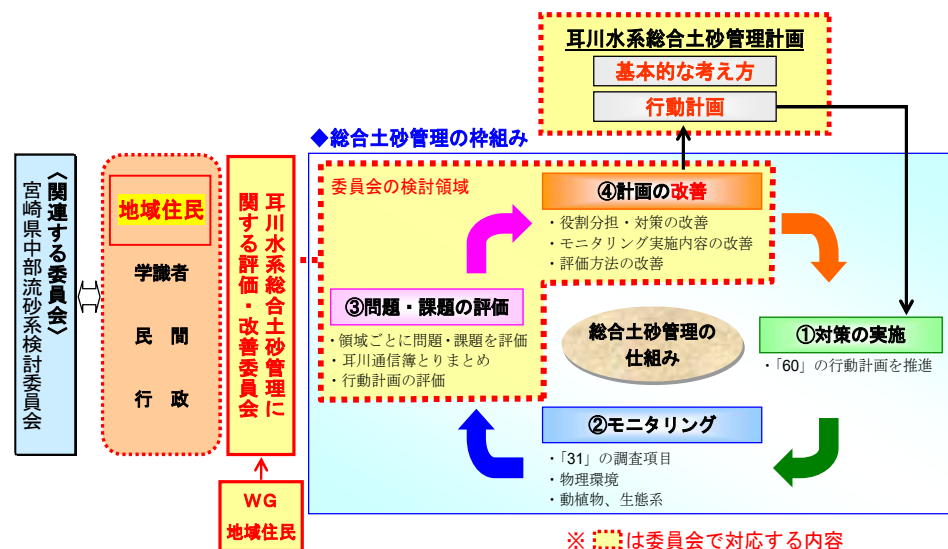 耳川水系総合土砂管理計画
基本的な考え方
行動計画
◆総合土砂管理の枠組み
〈関連する委員会〉
宮崎県中部流砂系検討委員会
地域住民
学識者
民　間
行　政
耳川水系総合土砂管理に
関する評価・改善委員会
WG
地域住民
委員会の検討領域
④計画の改善
・役割分担・対策の改善
・モニタリング実施内容の改善
・評価方法の改善
③問題・課題の評価
・領域ごとに問題・課題を評価
・耳川通信簿とりまとめ
・行動計画の評価
総合土砂管理の
仕組み
①対策の実施
・「60」の行動計画を推進
②モニタリング
・「31」の調査項目
・物理環境
・動植物、生態系
※　は委員会で対応する内容